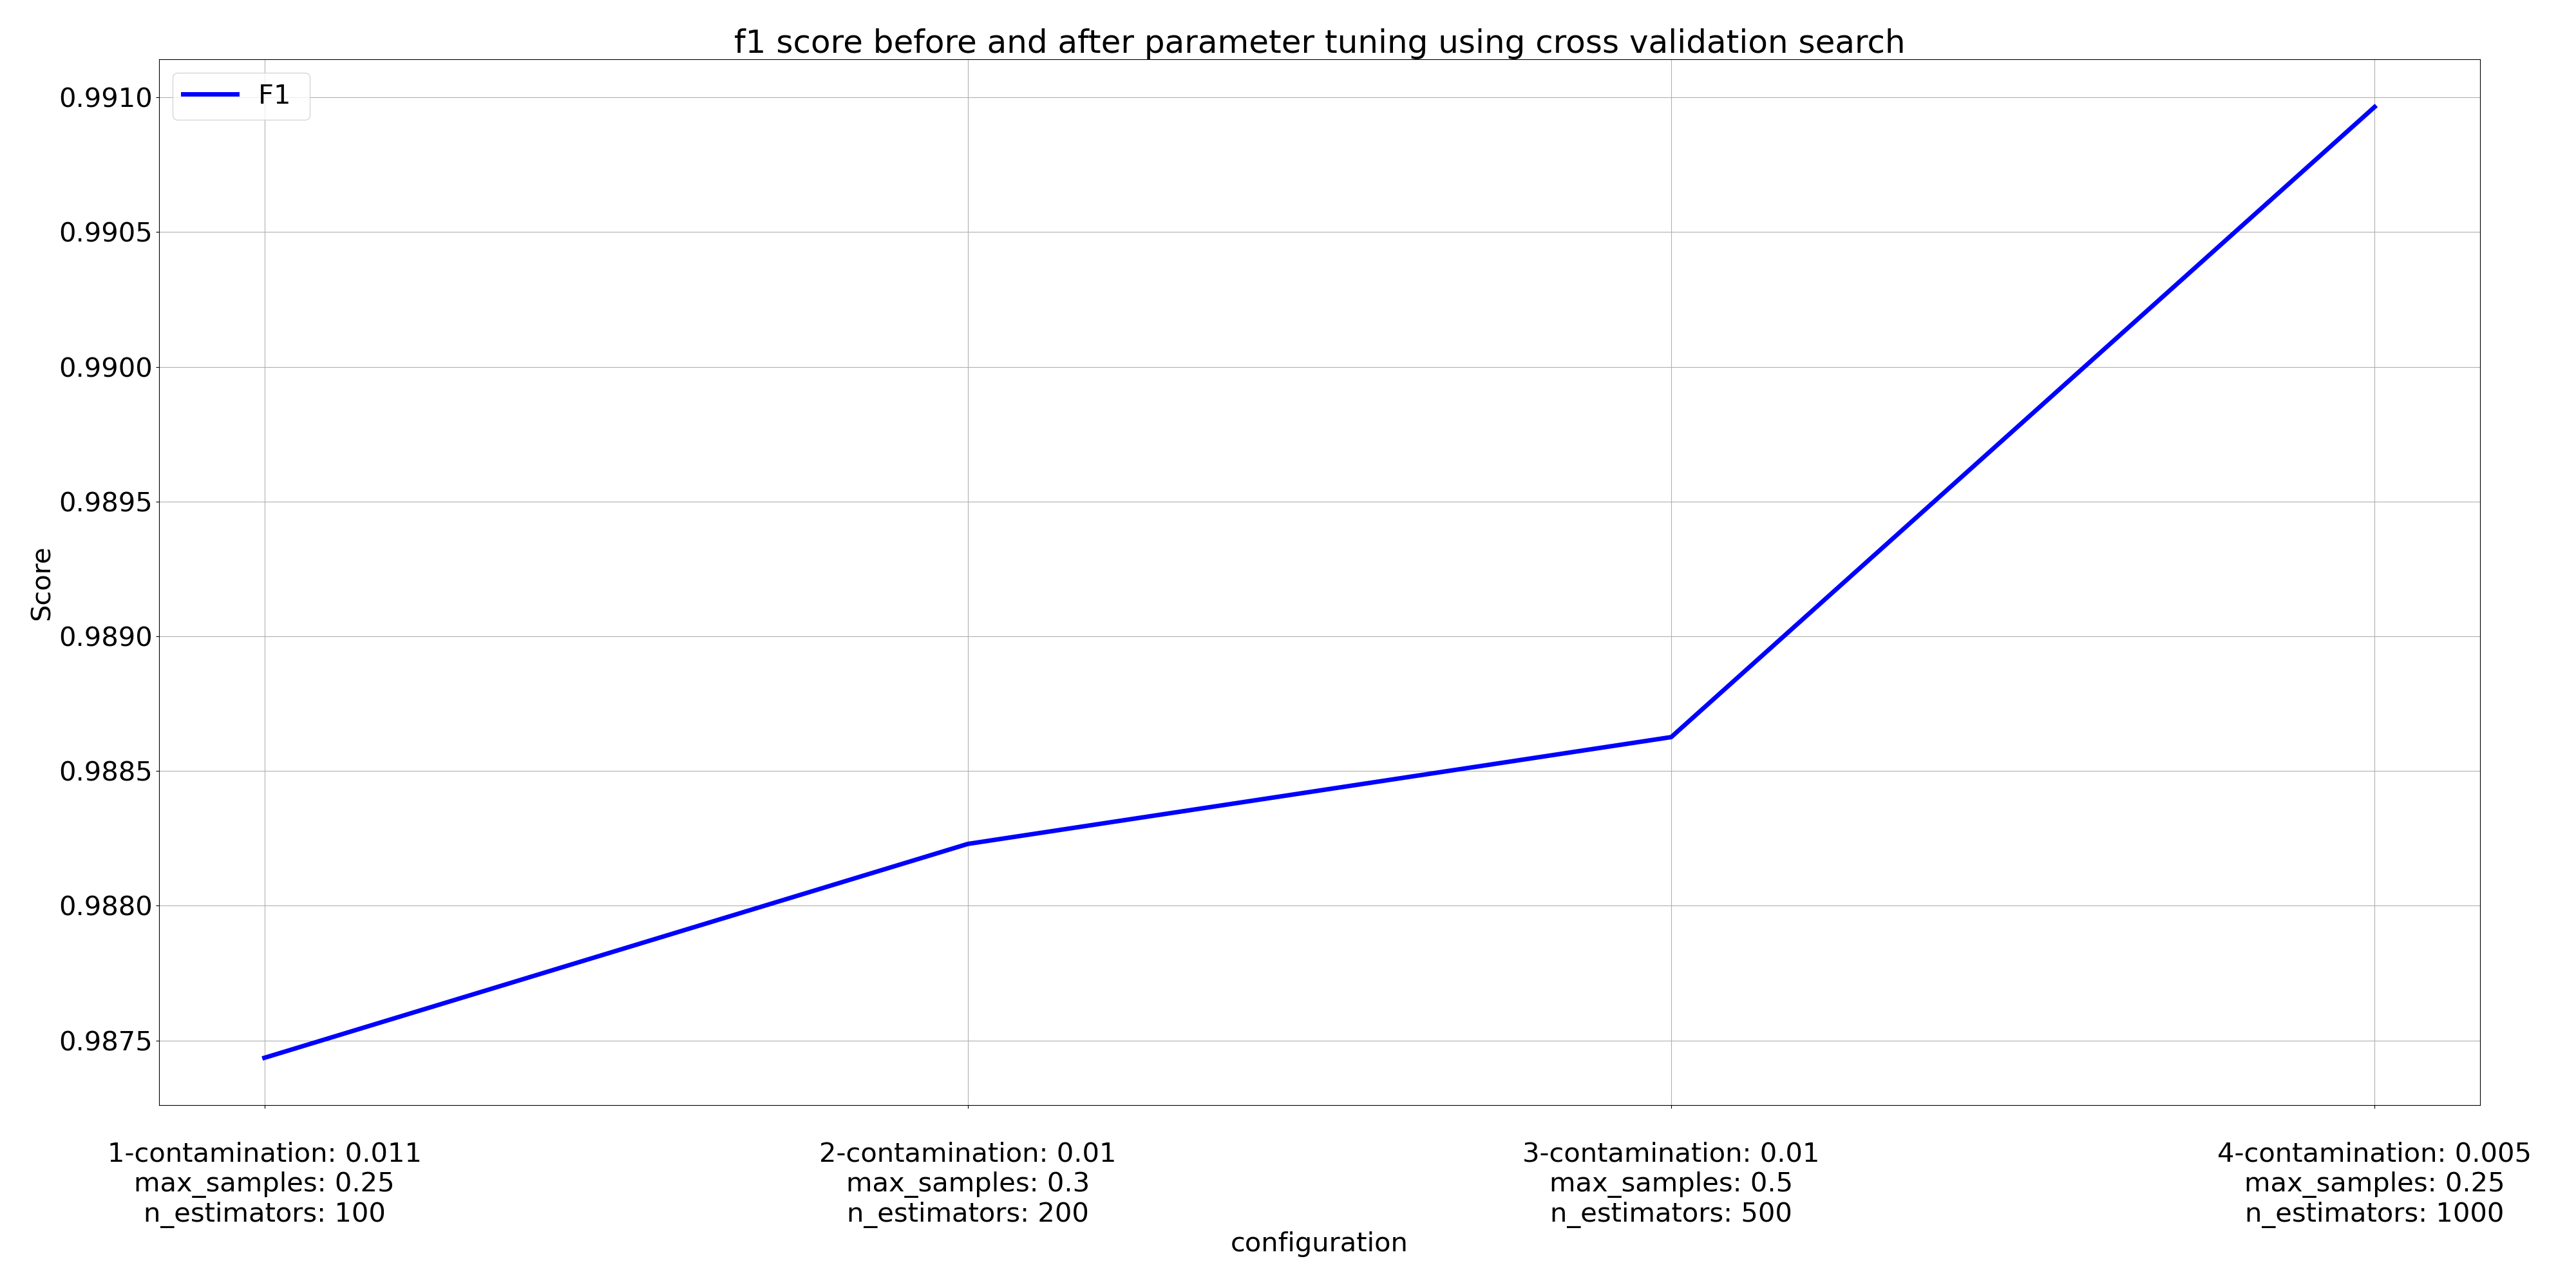 f1 score before and after parameter tuning using cross validation search
F1
0.9910
0.9905
0.9900
0.9895
0.9890
0.9885
0.9880
0.9875
Score
1-contamination: 0.011
max_samples: 0.25
n_estimators: 100
2-contamination: 0.01
max_samples: 0.3
n_estimators: 200
3-contamination: 0.01
max_samples: 0.5
n_estimators: 500
4-contamination: 0.005
max_samples: 0.25
n_estimators: 1000
configuration